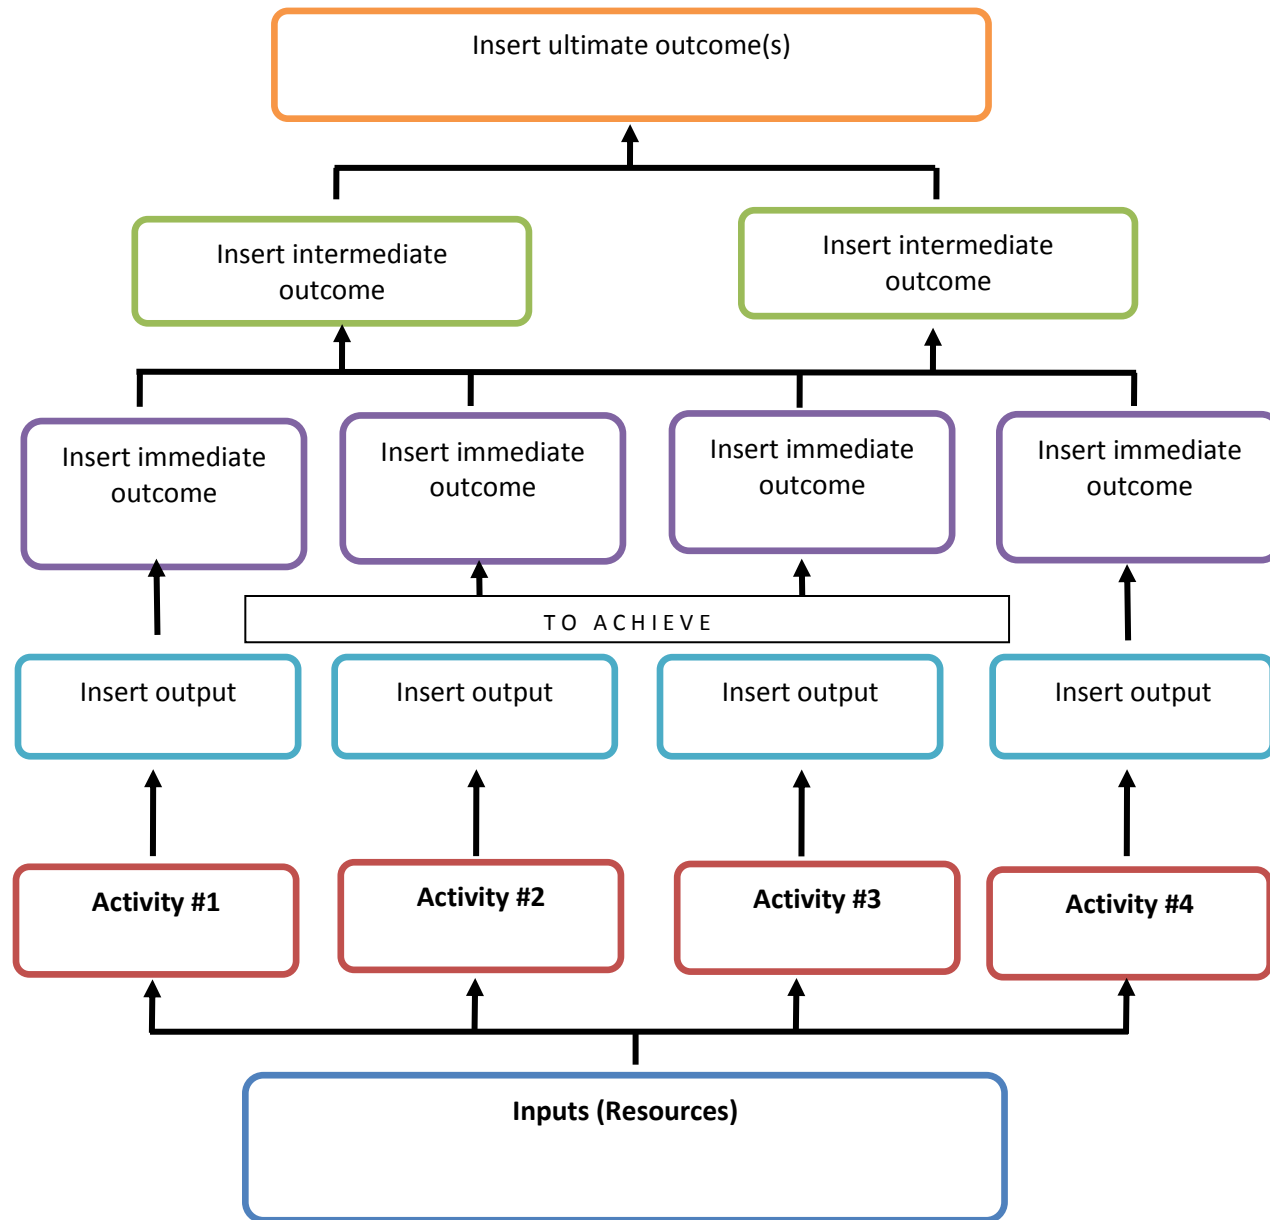 Insert ultimate outcome(s)
Insert intermediate
outcome
Insert intermediate
outcome
Insert immediate
outcome
Insert immediate
outcome
Insert immediate
outcome
Insert immediate
outcome
TO ACHIEVE
Insert output
Insert output
Insert output
Insert output
Activity #1
Activity #2
Activity #3
Activity #4
Inputs (Resources)